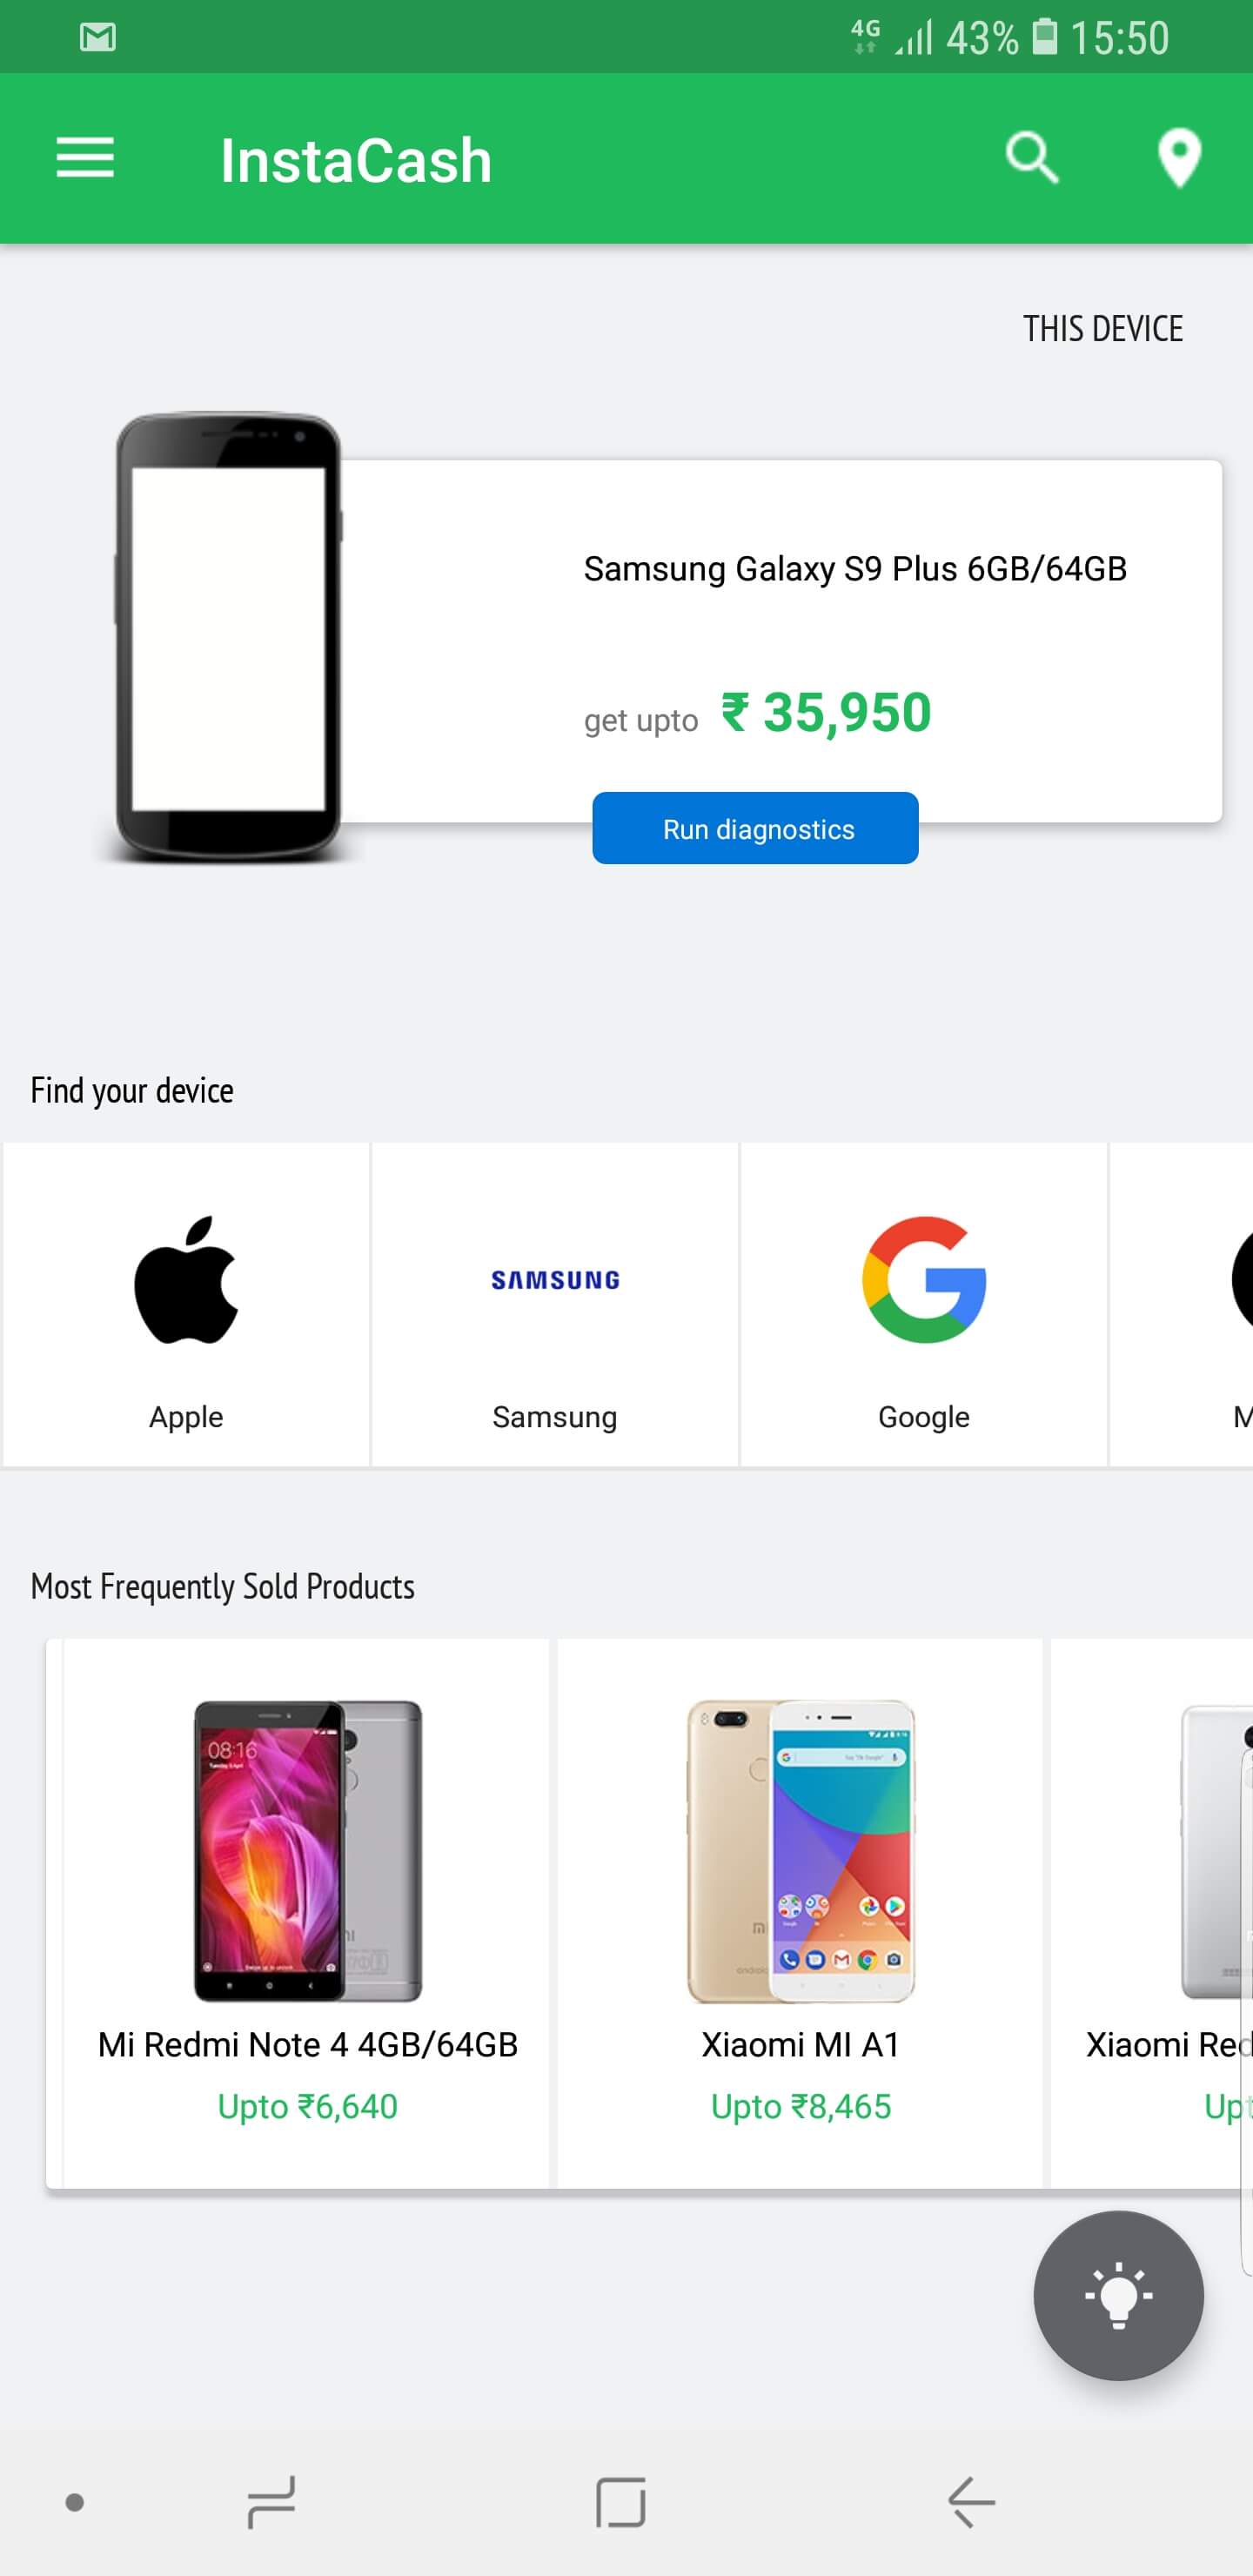 4G 43% 15:50
InstaCash
THIS DEVICE
Samsung Galaxy S9 Plus 6GB/64GB
get upto ₹ 35,950
Run diagnostics
Find your device
SAMSUNG
Apple Samsung Google M
Most Frequently Sold Products
08:16
Mi Redmi Note 4 4GB/64GB Xiaomi MI A1 Xiaomi Red
Upto ₹6,640 Upto ₹8,465 Upt